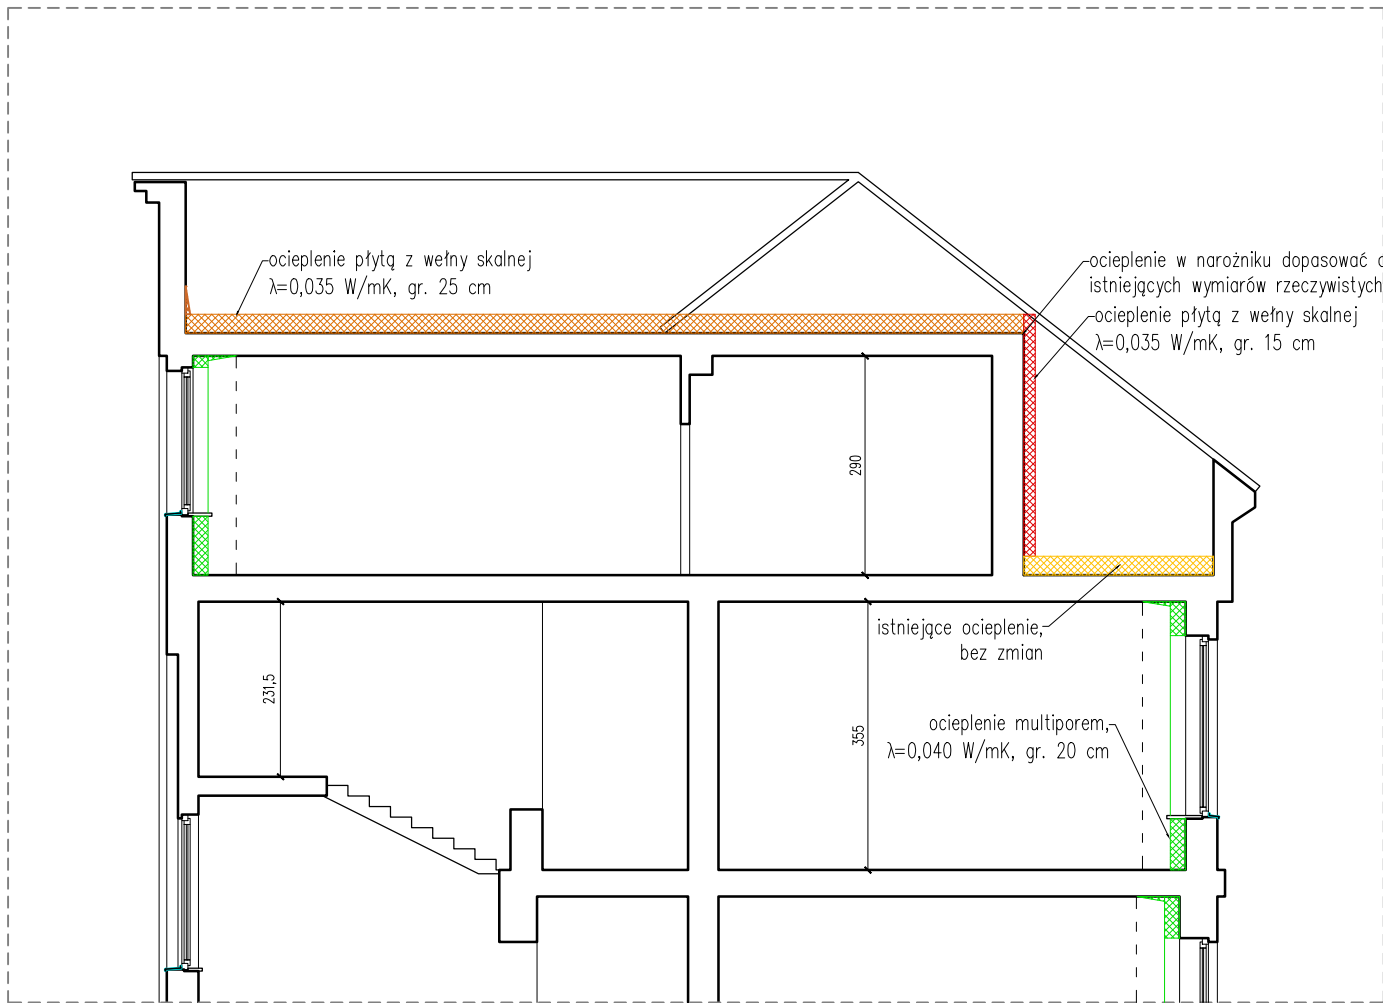 ocieplenie płytą z wełny skalnej
λ=0,035 W/mK, gr. 25 cm
ocieplenie w narożniku dopasować
istniejących wymiarów rzeczywistych
ocieplenie płytą z wełny skalnej
λ=0,035 W/mK, gr. 15 cm
290
istniejące ocieplenie,
bez zmian
231,5
355
ocieplenie multiporem,
λ=0,040 W/mK, gr. 20 cm